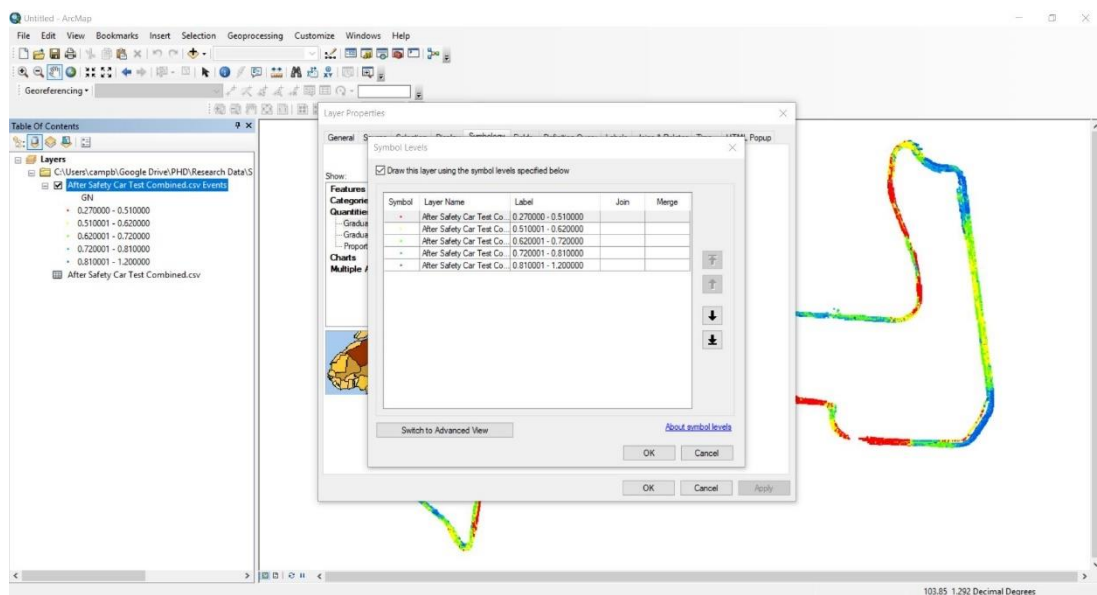 Untitled - ArcMap
File Edit View Bookmarks Insert Selection Geoprocessing Customize Windows Help
Georeferencing
Table Of Contents
Layers
C:\Users\campb\Google Drive\PHD\Research Data\S
After Safety Car Test Combined.csv Events
GN
0.270000 - 0.510000
0.510001 - 0.620000
0.620001 - 0.720000
0.720001 - 0.810000
0.810001 - 1.200000
After Safety Car Test Combined.csv
Layer Properties
General Symbology HTML Popup
Show:
Features
Categorie
Quantitie
Gradua
Gradua
Propor
Charts
Multiple A
Symbol Levels
Draw this layer using the symbol levels specified below
Symbol Layer Name Label Join Merge
After Safety Car Test Co... 0.270000 - 0.510000
After Safety Car Test Co... 0.510001 - 0.620000
After Safety Car Test Co... 0.620001 - 0.720000
After Safety Car Test Co... 0.720001 - 0.810000
After Safety Car Test Co... 0.810001 - 1.200000
Switch to Advanced View
About symbol levels
OK Cancel
OK Cancel Apply
103.85 1.292 Decimal Degrees